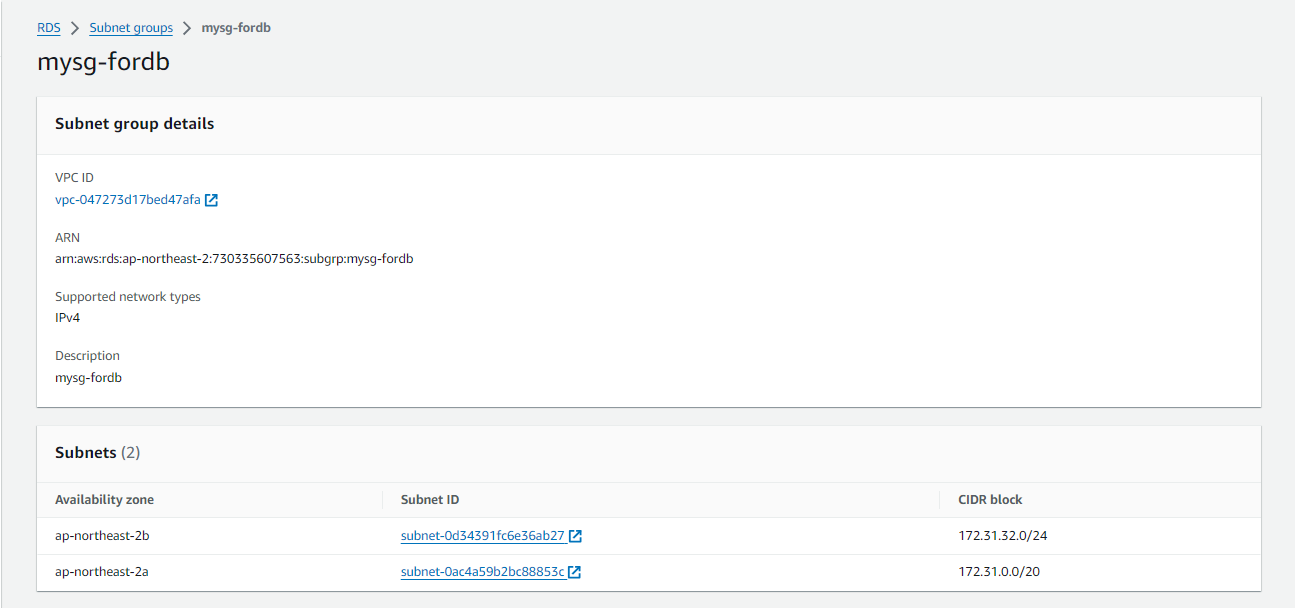 RDS > Subnet groups > mysg-fordb
mysg-fordb
Subnet group details
VPC ID
vpc-047273d17bed47afa
ARN
arn:aws:rds:ap-northeast-2:730335607563:subgrp:mysg-fordb
Supported network types
IPv4
Description
mysg-fordb
Subnets (2)
Availability zone Subnet ID CIDR block
ap-northeast-2b subnet-0d34391fc6e36ab27 172.31.32.0/24
ap-northeast-2a subnet-0ac4a59b2bc88853c 172.31.0.0/20